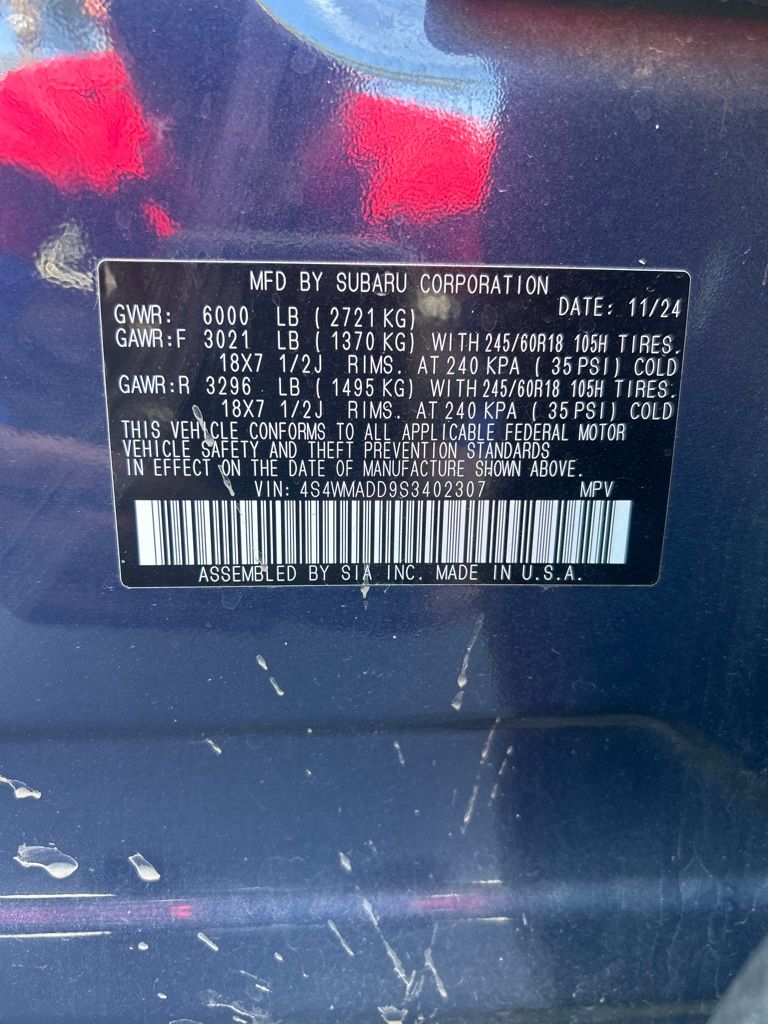 MFD BY SUBARU CORPORATION
GVWR: 6000 LB ( 2721 KG) DATE: 11/24
GAWR:F 3021 LB ( 1370 KG) WITH 245/60R18 105H TIRES.
18X7 1/2J RIMS. AT 240 KPA ( 35 PSI) COLD
GAWR:R 3296 LB ( 1495 KG) WITH 245/60R18 105H TIRES.
18X7 1/2J RIMS. AT 240 KPA ( 35 PSI) COLD
THIS VEHICLE CONFORMS TO ALL APPLICABLE FEDERAL MOTOR
VEHICLE SAFETY AND THEFT PREVENTION STANDARDS
IN EFFECT ON THE DATE OF MANUFACTURE SHOWN ABOVE.
VIN: 4S4WMADD9S3402307 MPV
ASSEMBLED BY SIA INC. MADE IN U.S.A.